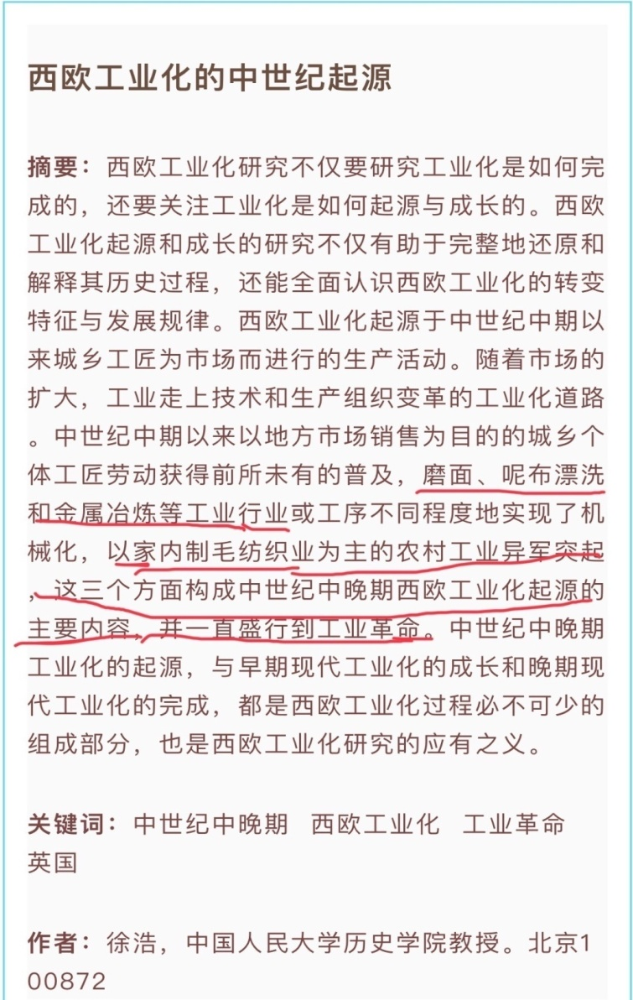 西欧工业化的中世纪起源
摘要：西欧工业化研究不仅要研究工业化是如何完
成的，还要关注工业化是如何起源与成长的。西欧
工业化起源和成长的研究不仅有助于完整地还原和
解释其历史过程，还能全面认识西欧工业化的转变
特征与发展规律。西欧工业化起源于中世纪中期以
来城乡工匠为市场而进行的生产活动。随着市场的
扩大，工业走上技术和生产组织变革的工业化道路
。中世纪中期以来以地方市场销售为目的的城乡个
体工匠劳动获得前所未有的普及，磨面、呢布漂洗
和金属冶炼等工业行业或工序不同程度地实现了机
械化，以家内制毛纺织业为主的农村工业异军突起
，这三个方面构成中世纪中晚期西欧工业化起源的
主要内容，并一直盛行到工业革命。中世纪中晚期
工业化的起源，与早期现代工业化的成长和晚期现
代工业化的完成，都是西欧工业化过程必不可少的
组成部分，也是西欧工业化研究的应有之义。
关键词：中世纪中晚期 西欧工业化 工业革命
英国
作者：徐浩，中国人民大学历史学院教授。北京1
00872